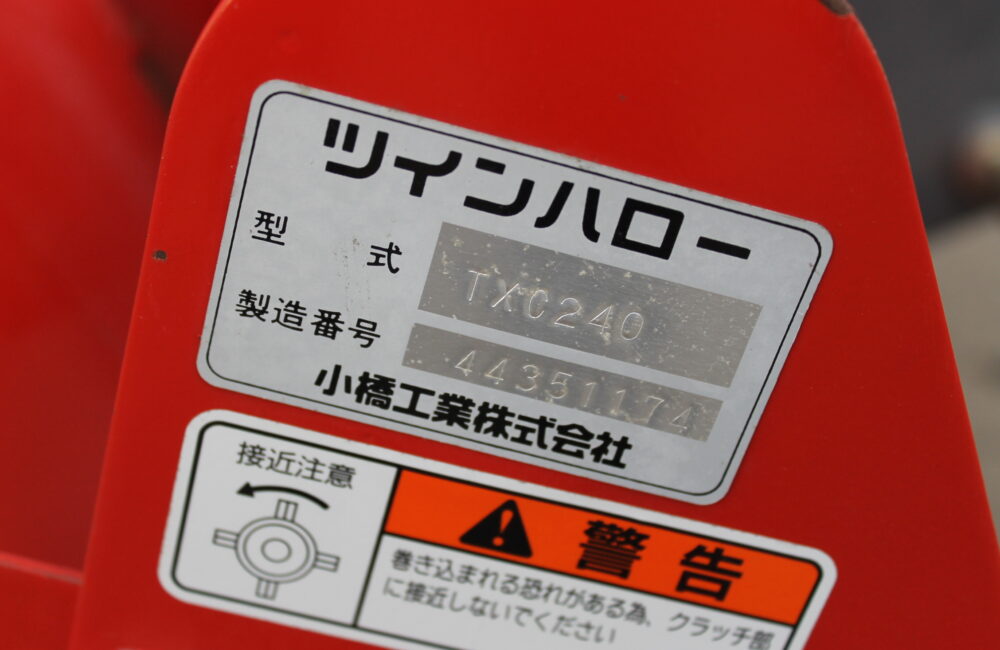 ツインハロー
型式 TXC240
製造番号 44351174
小橋工業株式会社
接近注意
警告
巻き込まれる恐れがある為、クラッチ部
に接近しないでください